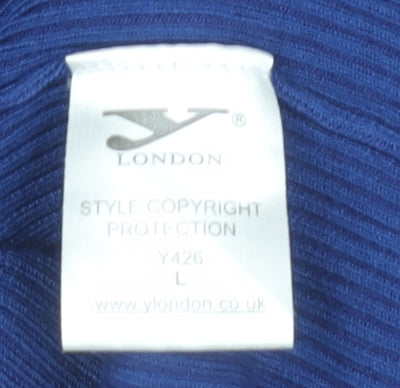 Y®
LONDON
STYLE COPYRIGHT
PROTECTION
Y426
L
www.ylondon.co.uk